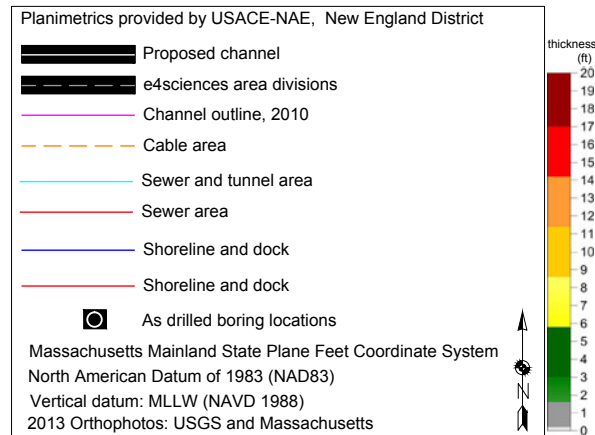 Planimetrics provided by USACE-NAE, New England District
Proposed channel
e4sciences area divisions
Channel outline, 2010
Cable area
Sewer and tunnel area
Sewer area
Shoreline and dock
Shoreline and dock
As drilled boring locations
Massachusetts Mainland State Plane Feet Coordinate System
North American Datum of 1983 (NAD83)
Vertical datum: MLLW (NAVD 1988)
2013 Orthophotos: USGS and Massachusetts
N
thickness
(ft)
20
19
18
17
16
15
14
13
12
11
10
9
8
7
6
5
4
3
2
1
0